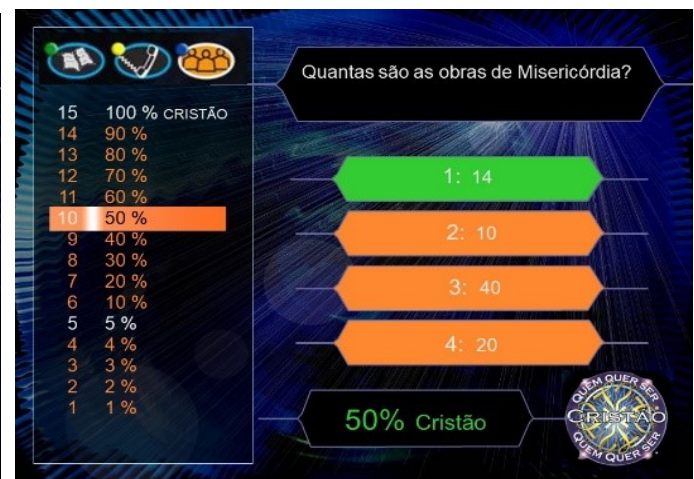 Quantas são as obras de Misericórdia?
15 100 % CRISTÃO
14 90 %
13 80 %
12 70 %
11 60 %
10 50 %
9 40 %
8 30 %
7 20 %
6 10 %
5 5 %
4 4 %
3 3 %
2 2 %
1 1 %
1: 14
2: 10
3: 40
4: 20
50% Cristão
QUEM QUER SER
CRISTÃO
QUEM QUER SER